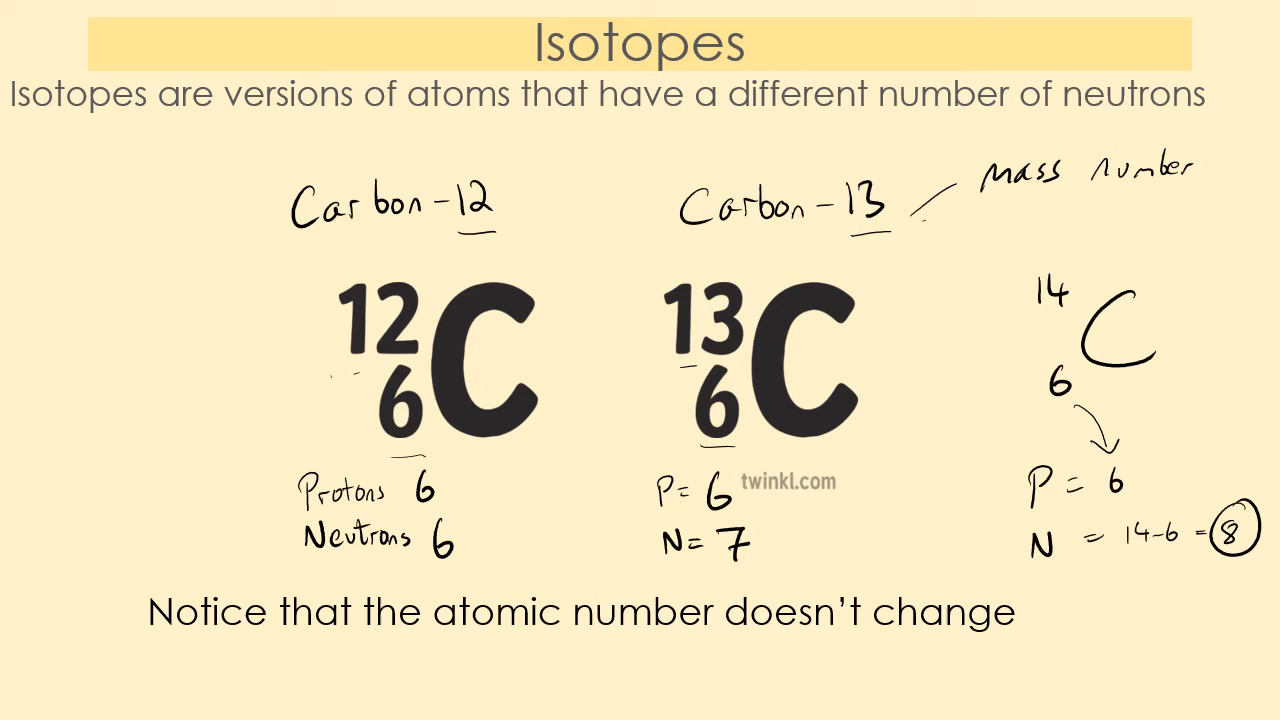 Isotopes
Isotopes are versions of atoms that have a different number of neutrons
Carbon-12
Carbon-13
Mass number
12
6
C
13
6
C
14
6
C
Protons 6
Neutrons 6
P= 6
N= 7
twinkl.com
P = 6
N = 14-6 = 8
Notice that the atomic number doesn't change